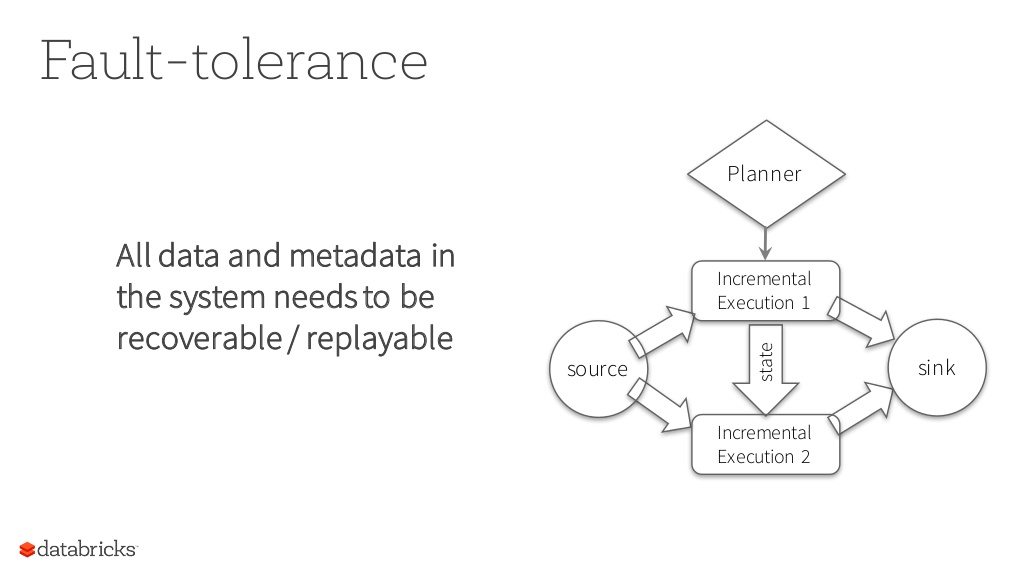 Fault-tolerance
All data and metadata in
the system needs to be
recoverable / replayable
Planner
Incremental
Execution 1
source
state
sink
Incremental
Execution 2
databricks